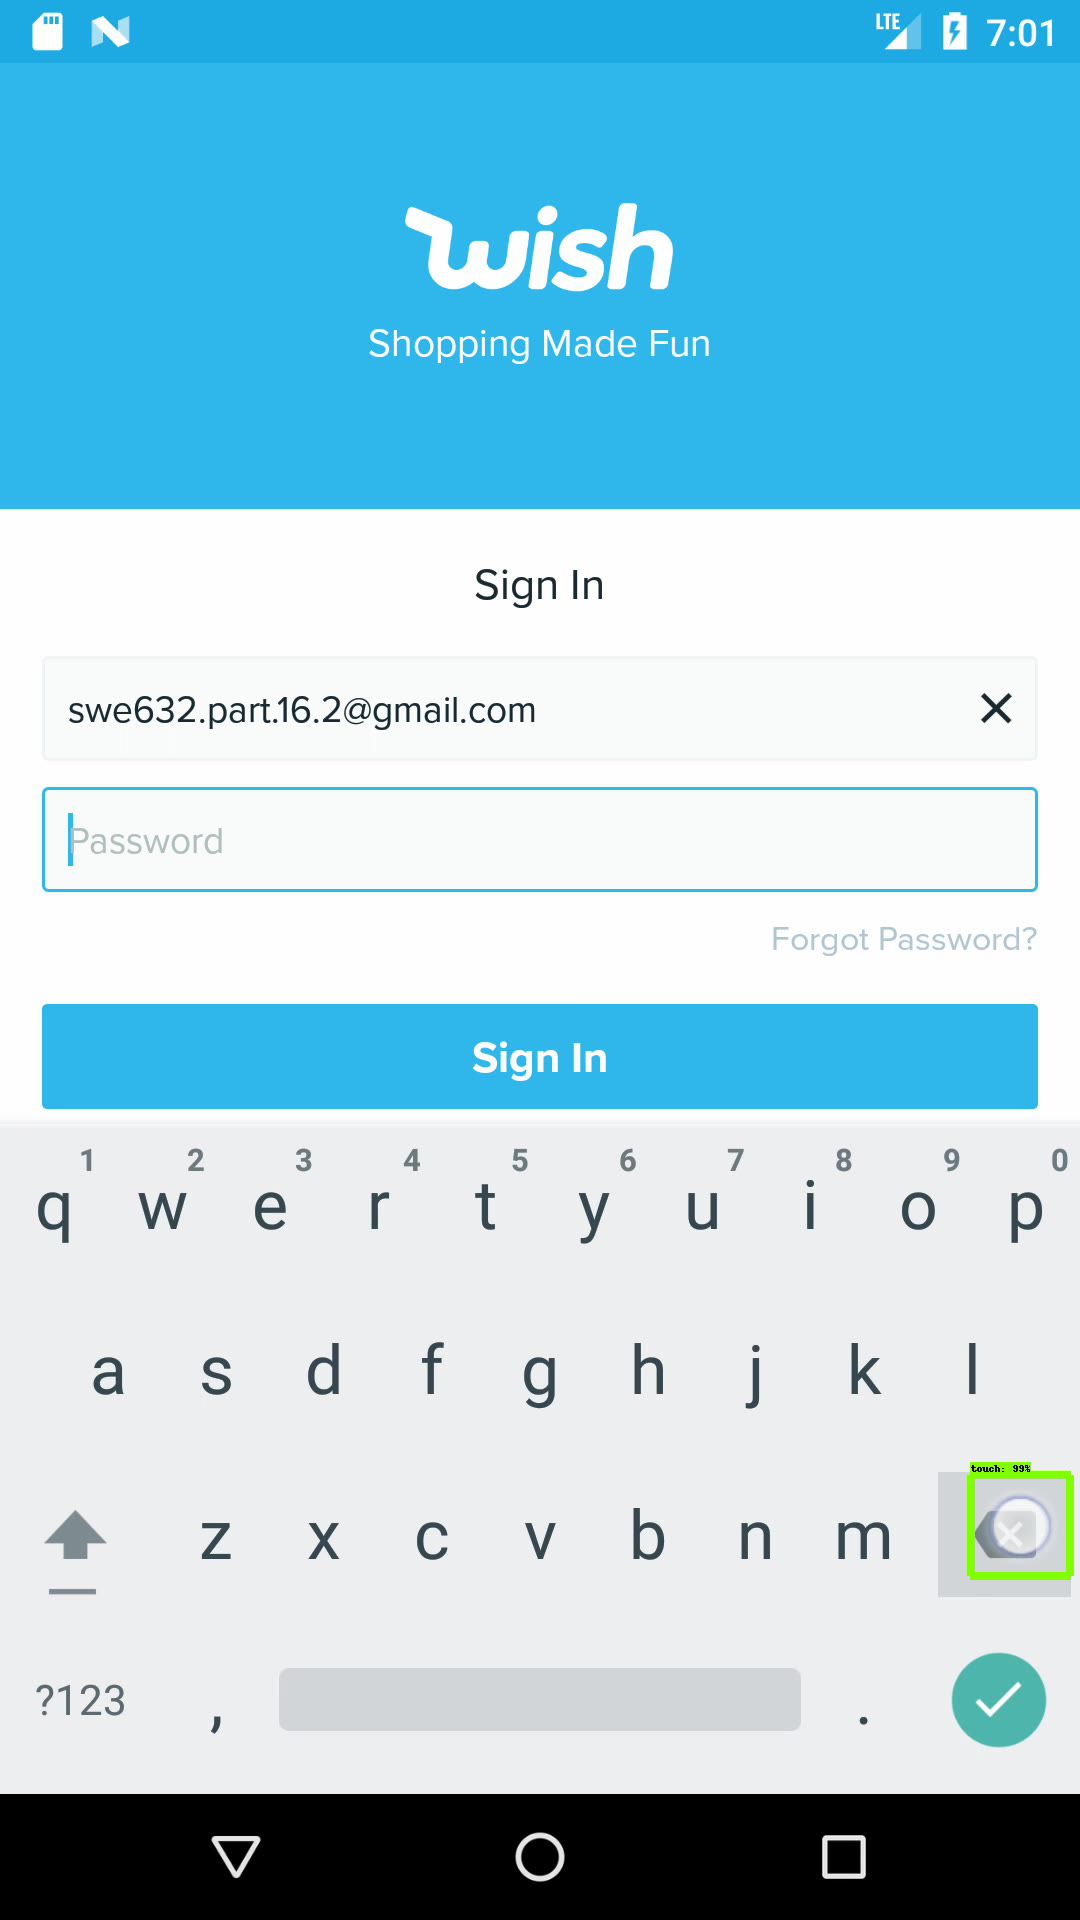 LTE 7:01
wish
Shopping Made Fun
Sign In
swe632.part.16.2@gmail.com
Password
Forgot Password?
Sign In
1 2 3 4 5 6 7 8 9 0
q w e r t y u i o p
a s d f g h j k l
touch: 99%
z x c v b n m
?123 , .